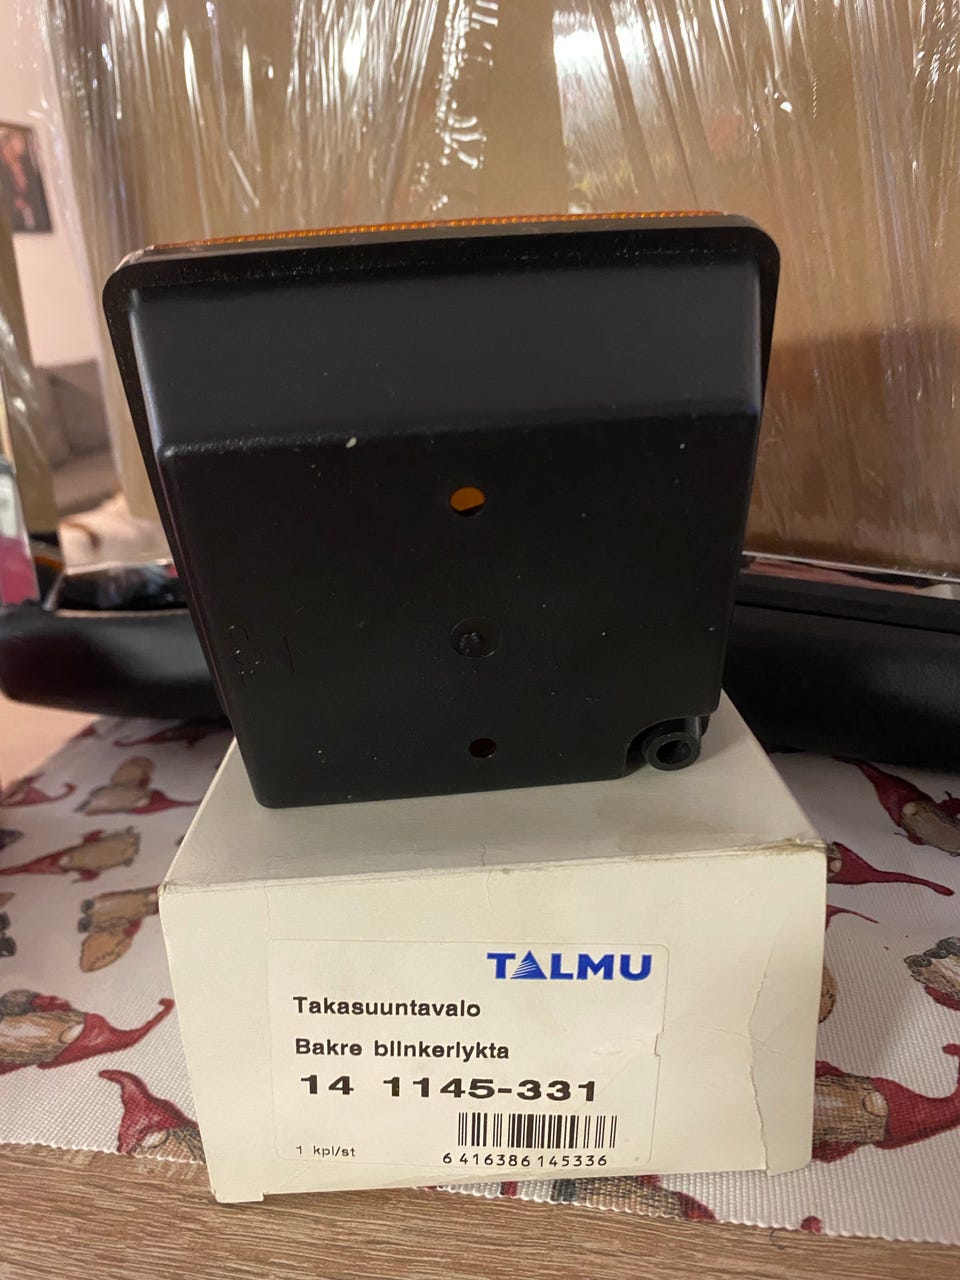 TALMU
Takasuuntavalo
Bakre blinkerlykta
14 1145-331
1 kpl/st
6 416386 145336